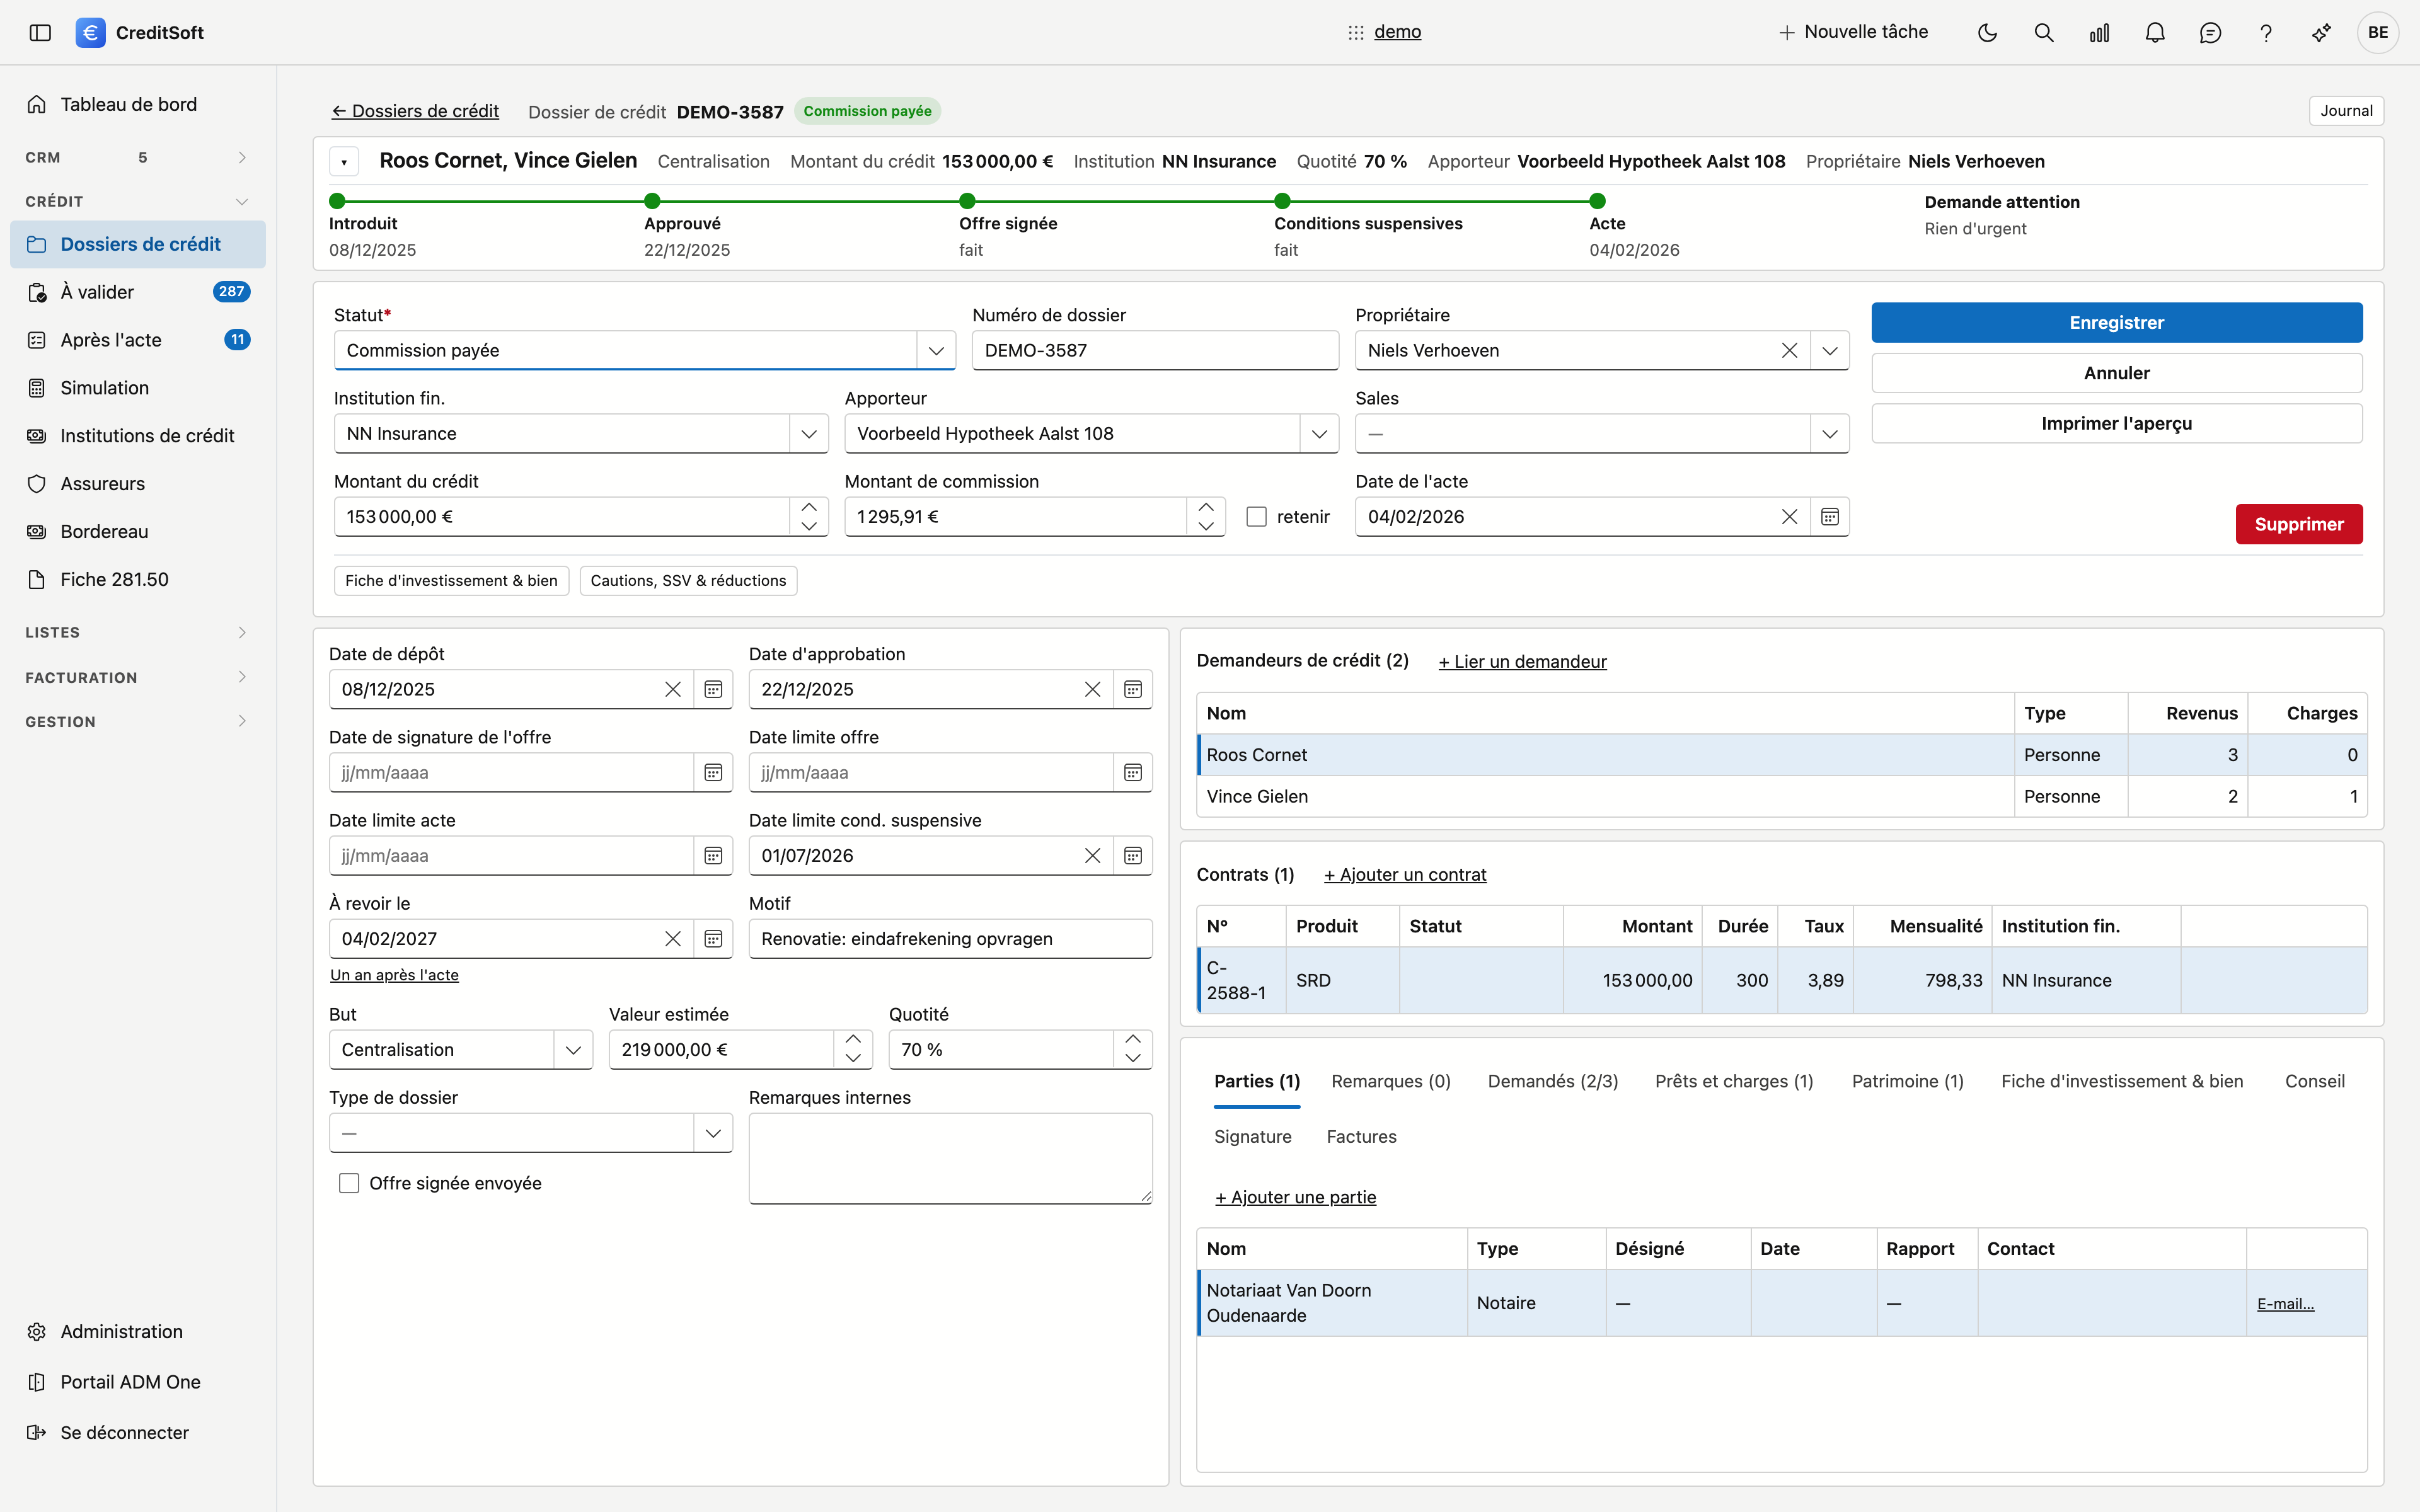 CreditSoft
demo
Nouvelle tâche
BE
Tableau de bord
CRM 5
CRÉDIT
Dossiers de crédit
À valider 287
Après l'acte 11
Simulation
Institutions de crédit
Assureurs
Bordereau
Fiche 281.50
LISTES
FACTURATION
GESTION
Administration
Portail ADM One
Se déconnecter
← Dossiers de crédit Dossier de crédit DEMO-3587 Commission payée Journal
Roos Cornet, Vince Gielen Centralisation Montant du crédit 153 000,00 € Institution NN Insurance Quotité 70 % Apporteur Voorbeeld Hypotheek Aalst 108 Propriétaire Niels Verhoeven
Introduit Approuvé Offre signée Conditions suspensives Acte
08/12/2025 22/12/2025 fait fait 04/02/2026
Demande attention
Rien d'urgent
Statut* Numéro de dossier Propriétaire
Commission payée DEMO-3587 Niels Verhoeven
Institution fin. Apporteur Sales
NN Insurance Voorbeeld Hypotheek Aalst 108 —
Montant du crédit Montant de commission Date de l'acte
153 000,00 € 1 295,91 € retenir 04/02/2026
Enregistrer
Annuler
Imprimer l'aperçu
Supprimer
Fiche d'investissement & bien Cautions, SSV & réductions
Date de dépôt Date d'approbation
08/12/2025 22/12/2025
Date de signature de l'offre Date limite offre
jj/mm/aaaa jj/mm/aaaa
Date limite acte Date limite cond. suspensive
jj/mm/aaaa 01/07/2026
À revoir le Motif
04/02/2027 Renovatie: eindafrekening opvragen
Un an après l'acte
But Valeur estimée Quotité
Centralisation 219 000,00 € 70 %
Type de dossier Remarques internes
—
Offre signée envoyée
Demandeurs de crédit (2) + Lier un demandeur
Nom Type Revenus Charges
Roos Cornet Personne 3 0
Vince Gielen Personne 2 1
Contrats (1) + Ajouter un contrat
Nº Produit Statut Montant Durée Taux Mensualité Institution fin.
C-
2588-1 SRD 153 000,00 300 3,89 798,33 NN Insurance
Parties (1) Remarques (0) Demandés (2/3) Prêts et charges (1) Patrimoine (1) Fiche d'investissement & bien Conseil
Signature Factures
+ Ajouter une partie
Nom Type Désigné Date Rapport Contact
Notariaat Van Doorn
Oudenaarde Notaire — — E-mail...